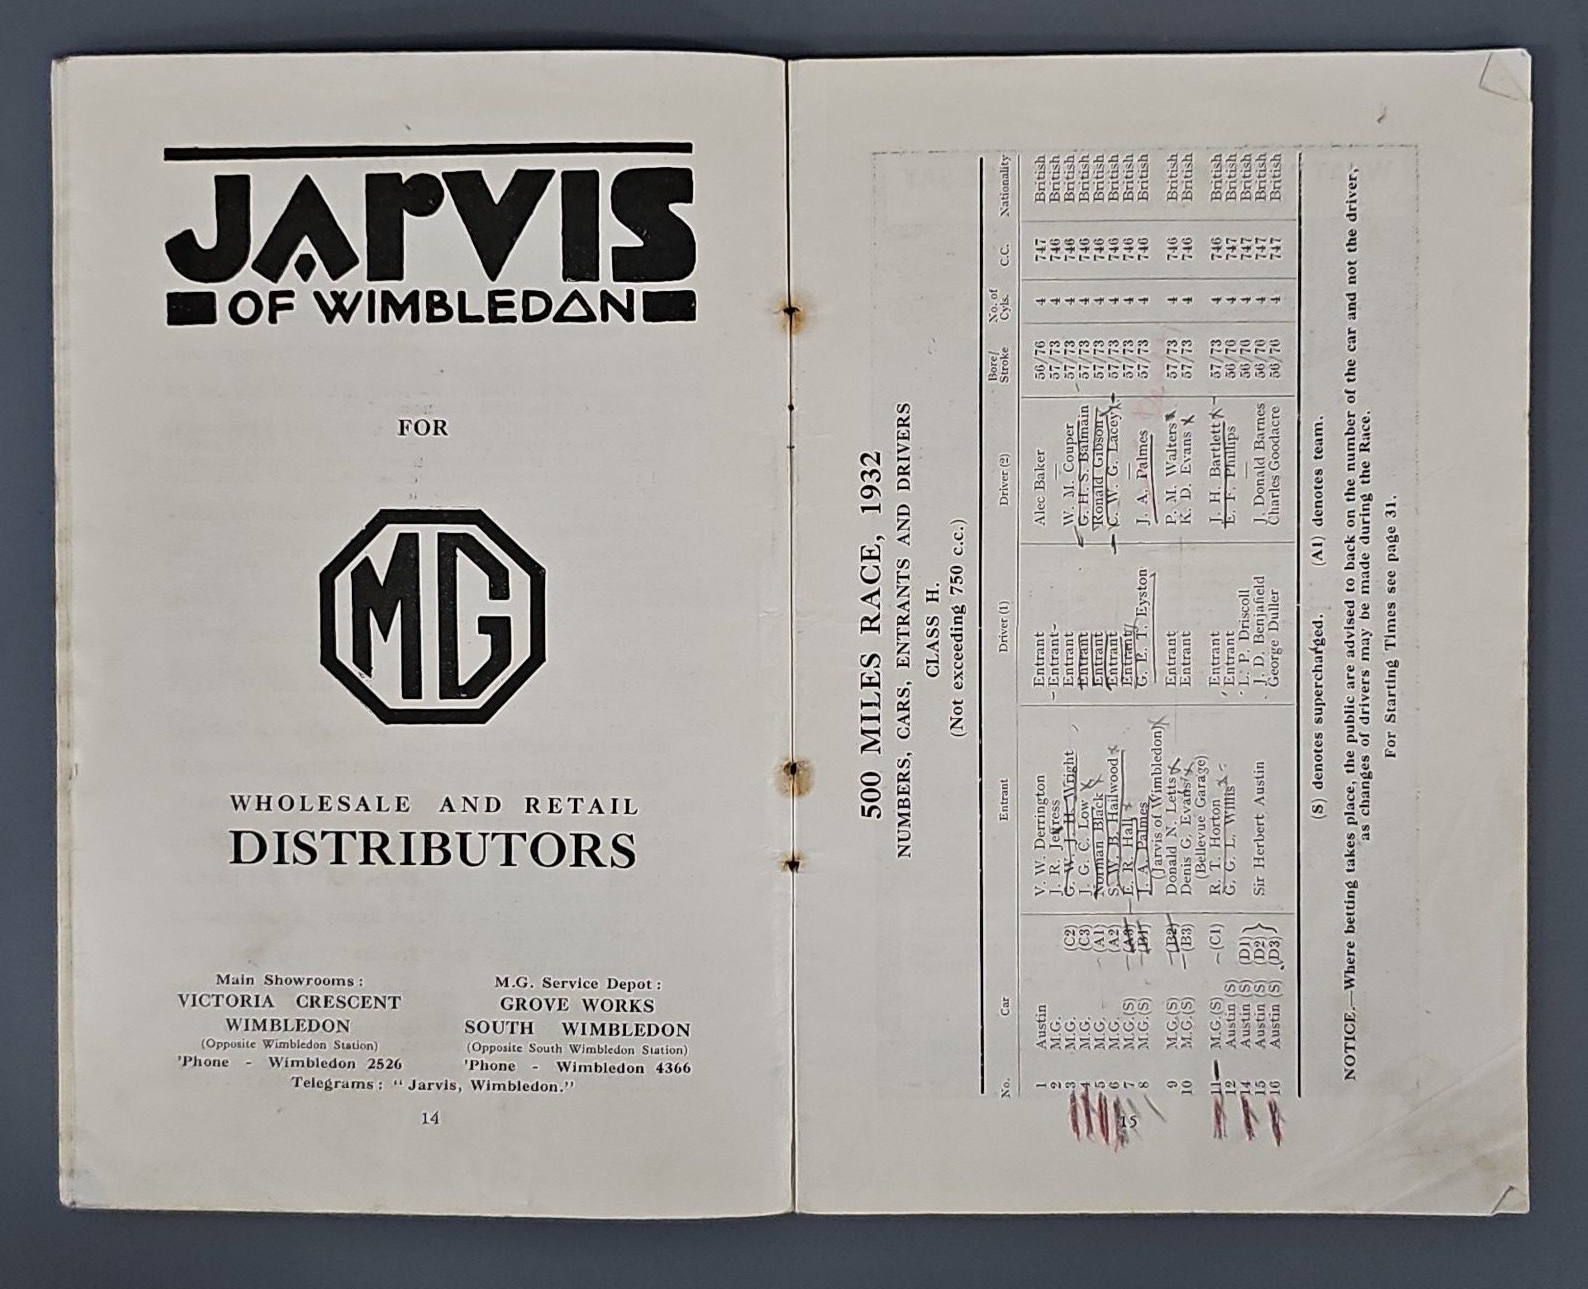 JARVIS
OF WIMBLEDON
FOR
MG
WHOLESALE AND RETAIL
DISTRIBUTORS
Main Showrooms:
VICTORIA CRESCENT
WIMBLEDON
(Opposite Wimbledon Station)
'Phone - Wimbledon 2526
M.G. Service Depot:
GROVE WORKS
SOUTH WIMBLEDON
(Opposite South Wimbledon Station)
'Phone - Wimbledon 4366
Telegrams: "Jarvis, Wimbledon."
14
500 MILES RACE, 1932
NUMBERS, CARS, ENTRANTS AND DRIVERS
CLASS H.
(Not exceeding 750 c.c.)
No. Car Entrant Driver (1) Driver (2) Bore/Stroke No. of Cyls. C.C. Nationality
1 Austin V. W. Derrington Entrant Alec Baker 56/76 4 747 British
2 M.G. J. R. Jeffress Entrant 57/73 4 746 British
3 M.G. (C2) G. W. J. H. Wright Entrant W. M. Couper 57/73 4 746 British
4 M.G. (C3) J. G. C. Low Entrant G. H. S. Balmain 57/73 4 746 British
5 M.G. (A1) Norman Black Entrant Ronald Gibson 57/73 4 746 British
6 M.G. (A2) S. W. B. Hailwood Entrant C. W. G. Lacey 57/73 4 746 British
7 M.G. (S) (A3) E. R. Hall Entrant — 57/73 4 746 British
8 M.G. (S) (B1) J. A. Palmes G. E. T. Eyston J. A. Palmes 57/73 4 746 British
(Jarvis of Wimbledon)
9 M.G. (S) (B2) Donald N. Letts Entrant P. M. Walters 57/73 4 746 British
10 M.G. (S) (B3) Denis G. Evans Entrant K. D. Evans 57/73 4 746 British
(Bellevue Garage)
11 M.G. (S) (C1) R. T. Horton Entrant J. H. Bartlett 57/73 4 746 British
12 Austin (S) G. G. L. Willis Entrant E. F. Phillips 56/76 4 747 British
14 Austin (S) (D1) L. P. Driscoll — 56/76 4 747 British
15 Austin (S) (D2) Sir Herbert Austin J. D. Benjafield J. Donald Barnes 56/76 4 747 British
16 Austin (S) (D3) George Duller Charles Goodacre 56/76 4 747 British
(S) denotes supercharged. (A1) denotes team.
NOTICE.—Where betting takes place, the public are advised to back on the number of the car and not the driver,
as changes of drivers may be made during the Race.
For Starting Times see page 31.
15